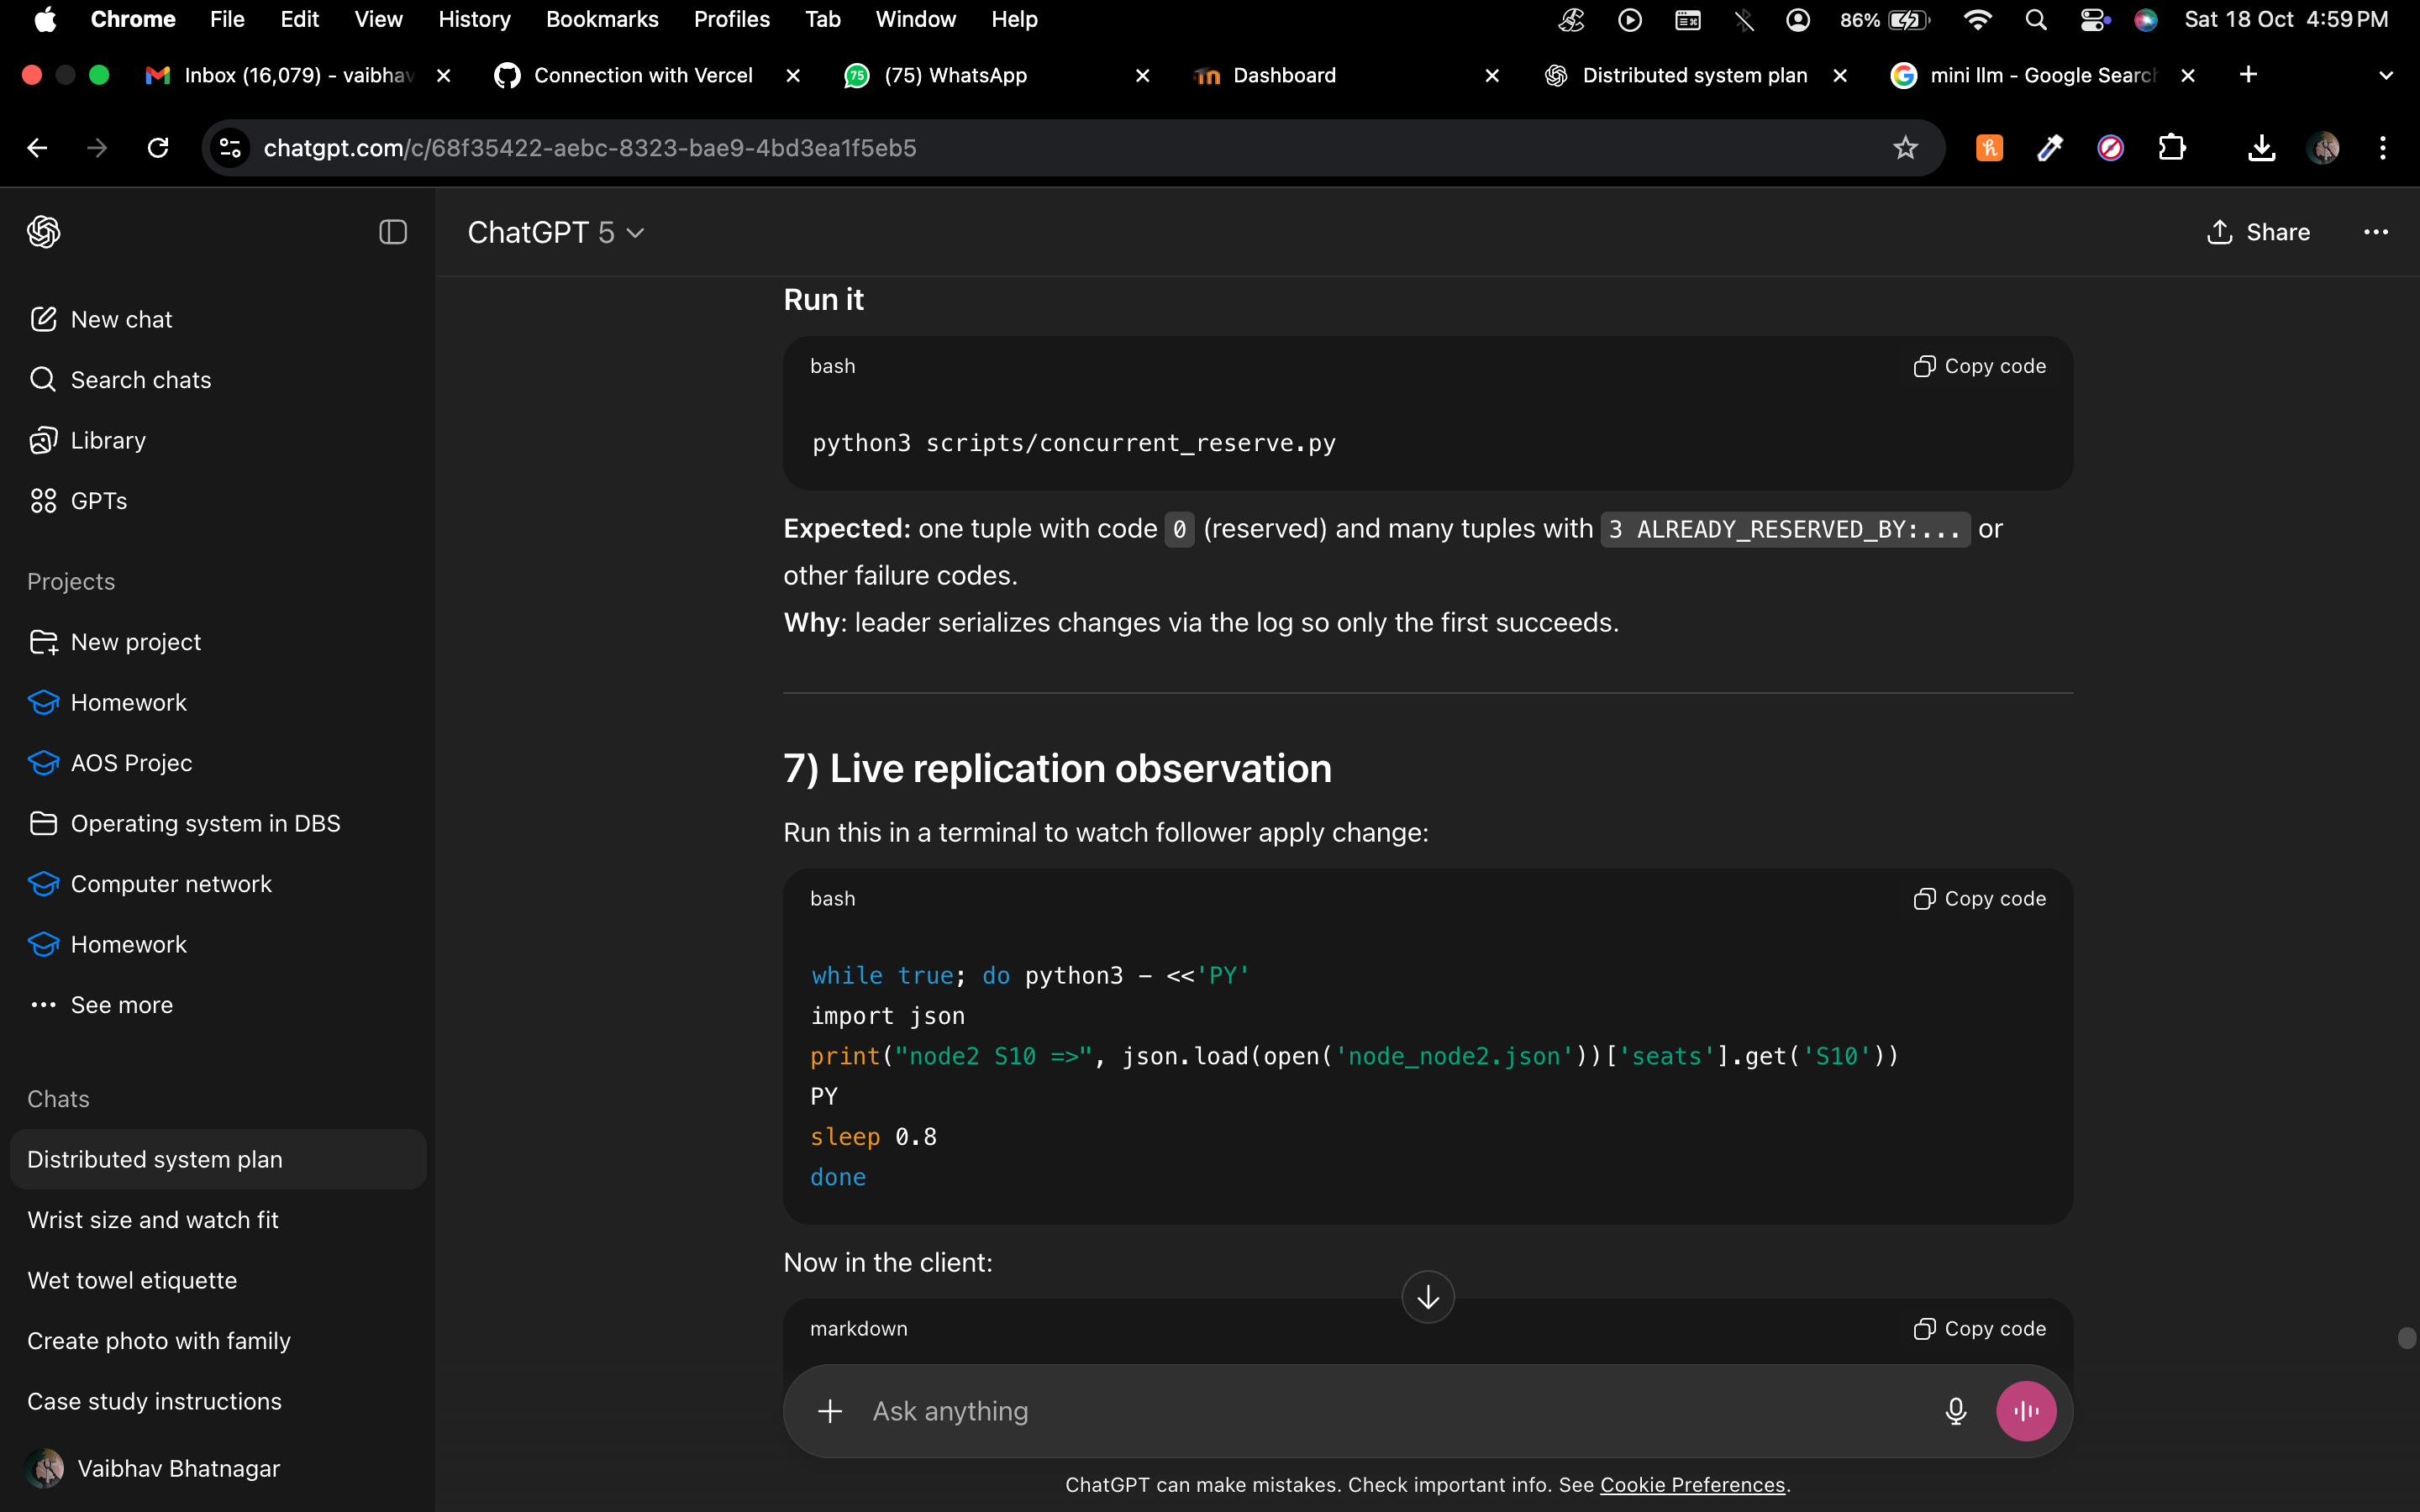 Chrome File Edit View History Bookmarks Profiles Tab Window Help 86% Sat 18 Oct 4:59 PM
Inbox (16,079) - vaibhav Connection with Vercel 75 (75) WhatsApp Dashboard Distributed system plan mini llm - Google Search
chatgpt.com/c/68f35422-aebc-8323-bae9-4bd3ea1f5eb5
ChatGPT 5
Share
New chat
Search chats
Library
GPTs
Projects
New project
Homework
AOS Projec
Operating system in DBS
Computer network
Homework
See more
Chats
Distributed system plan
Wrist size and watch fit
Wet towel etiquette
Create photo with family
Case study instructions
Vaibhav Bhatnagar
Run it
bash Copy code
python3 scripts/concurrent_reserve.py
Expected: one tuple with code 0 (reserved) and many tuples with 3 ALREADY_RESERVED_BY:... or
other failure codes.
Why: leader serializes changes via the log so only the first succeeds.
7) Live replication observation
Run this in a terminal to watch follower apply change:
bash Copy code
while true; do python3 - <<'PY'
import json
print("node2 S10 =>", json.load(open('node_node2.json'))['seats'].get('S10'))
PY
sleep 0.8
done
Now in the client:
markdown Copy code
Ask anything
ChatGPT can make mistakes. Check important info. See Cookie Preferences.